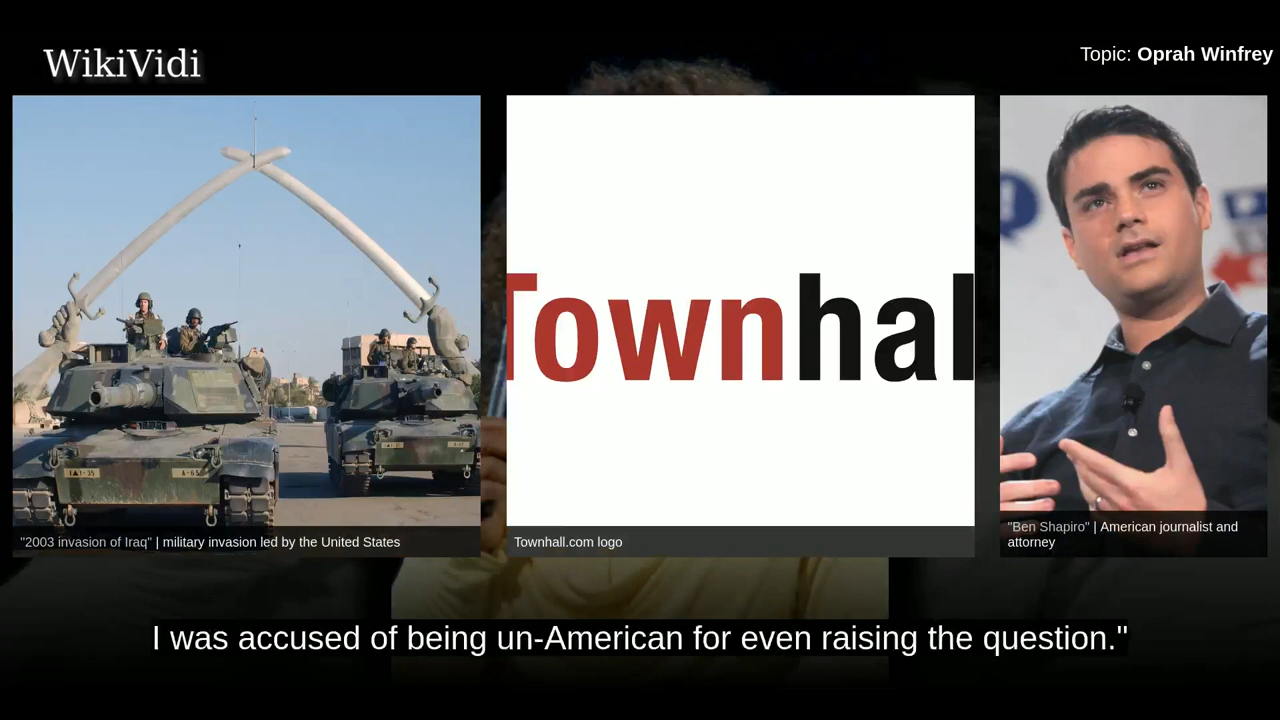 WikiVidi
Topic: Oprah Winfrey
Townhal
"2003 invasion of Iraq" | military invasion led by the United States
Townhall.com logo
"Ben Shapiro" | American journalist and
attorney
I was accused of being un-American for even raising the question."